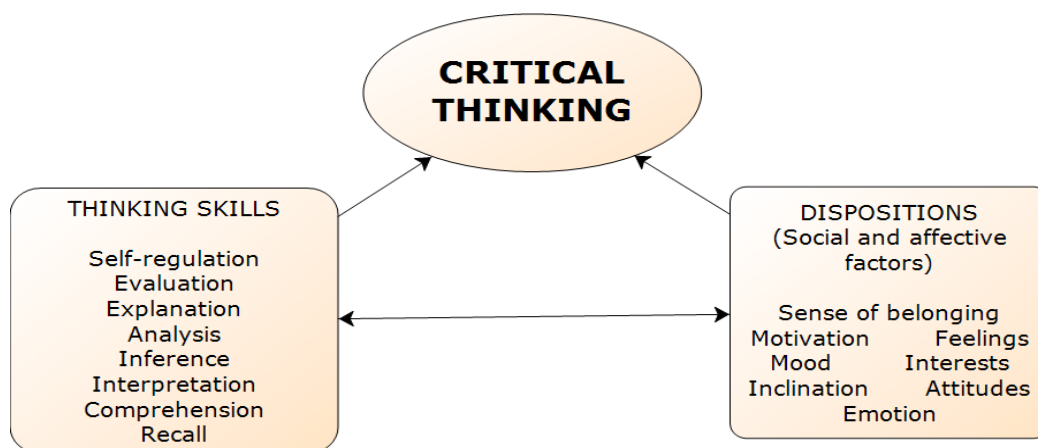 CRITICAL
THINKING
THINKING SKILLS
Self-regulation
Evaluation
Explanation
Analysis
Inference
Interpretation
Comprehension
Recall
DISPOSITIONS
(Social and affective
factors)
Sense of belonging
Motivation Feelings
Mood Interests
Inclination Attitudes
Emotion